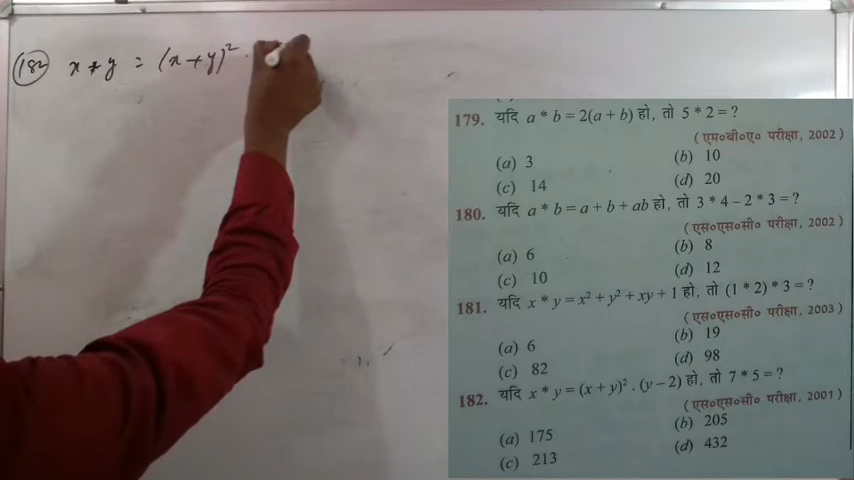 182 x * y = (x + y)² .
179. यदि a * b = 2(a + b) हो, तो 5 * 2 = ?
(एम०बी०ए० परीक्षा, 2002)
(a) 3 (b) 10
(c) 14 (d) 20
180. यदि a * b = a + b + ab हो, तो 3 * 4 – 2 * 3 = ?
(एस०एस०सी० परीक्षा, 2002)
(a) 6 (b) 8
(c) 10 (d) 12
181. यदि x * y = x² + y² + xy + 1 हो, तो (1 * 2) * 3 = ?
(एस०एस०सी० परीक्षा, 2003)
(a) 6 (b) 19
(c) 82 (d) 98
182. यदि x * y = (x + y)² . (y – 2) हो, तो 7 * 5 = ?
(एस०एस०सी० परीक्षा, 2001)
(a) 175 (b) 205
(c) 213 (d) 432